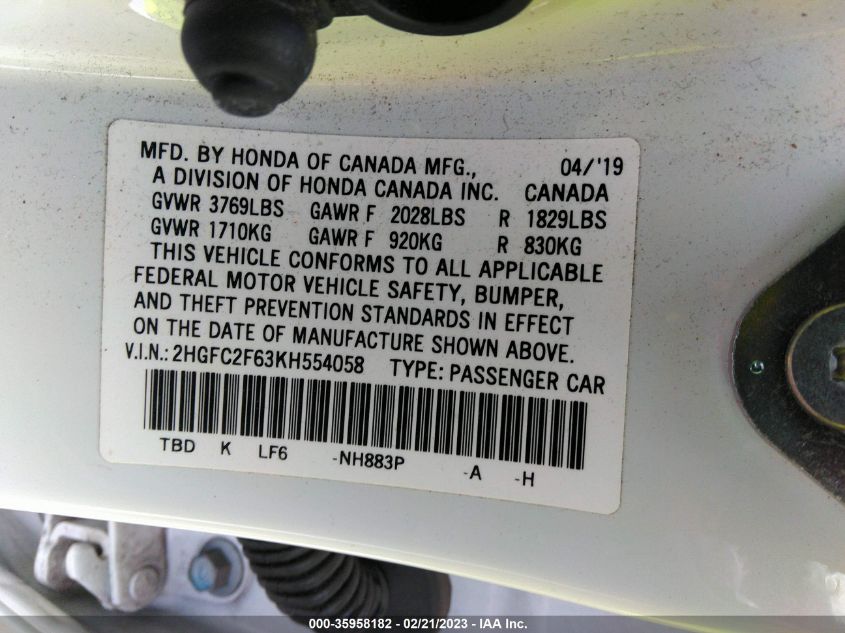 MFD. BY HONDA OF CANADA MFG., 04/'19
A DIVISION OF HONDA CANADA INC. CANADA
GVWR 3769LBS GAWR F 2028LBS R 1829LBS
GVWR 1710KG GAWR F 920KG R 830KG
THIS VEHICLE CONFORMS TO ALL APPLICABLE
FEDERAL MOTOR VEHICLE SAFETY, BUMPER,
AND THEFT PREVENTION STANDARDS IN EFFECT
ON THE DATE OF MANUFACTURE SHOWN ABOVE.
V.I.N.: 2HGFC2F63KH554058 TYPE: PASSENGER CAR
TBD K LF6 -NH883P -A -H
000-35958182 / 02/21/2023 - IAA Inc.